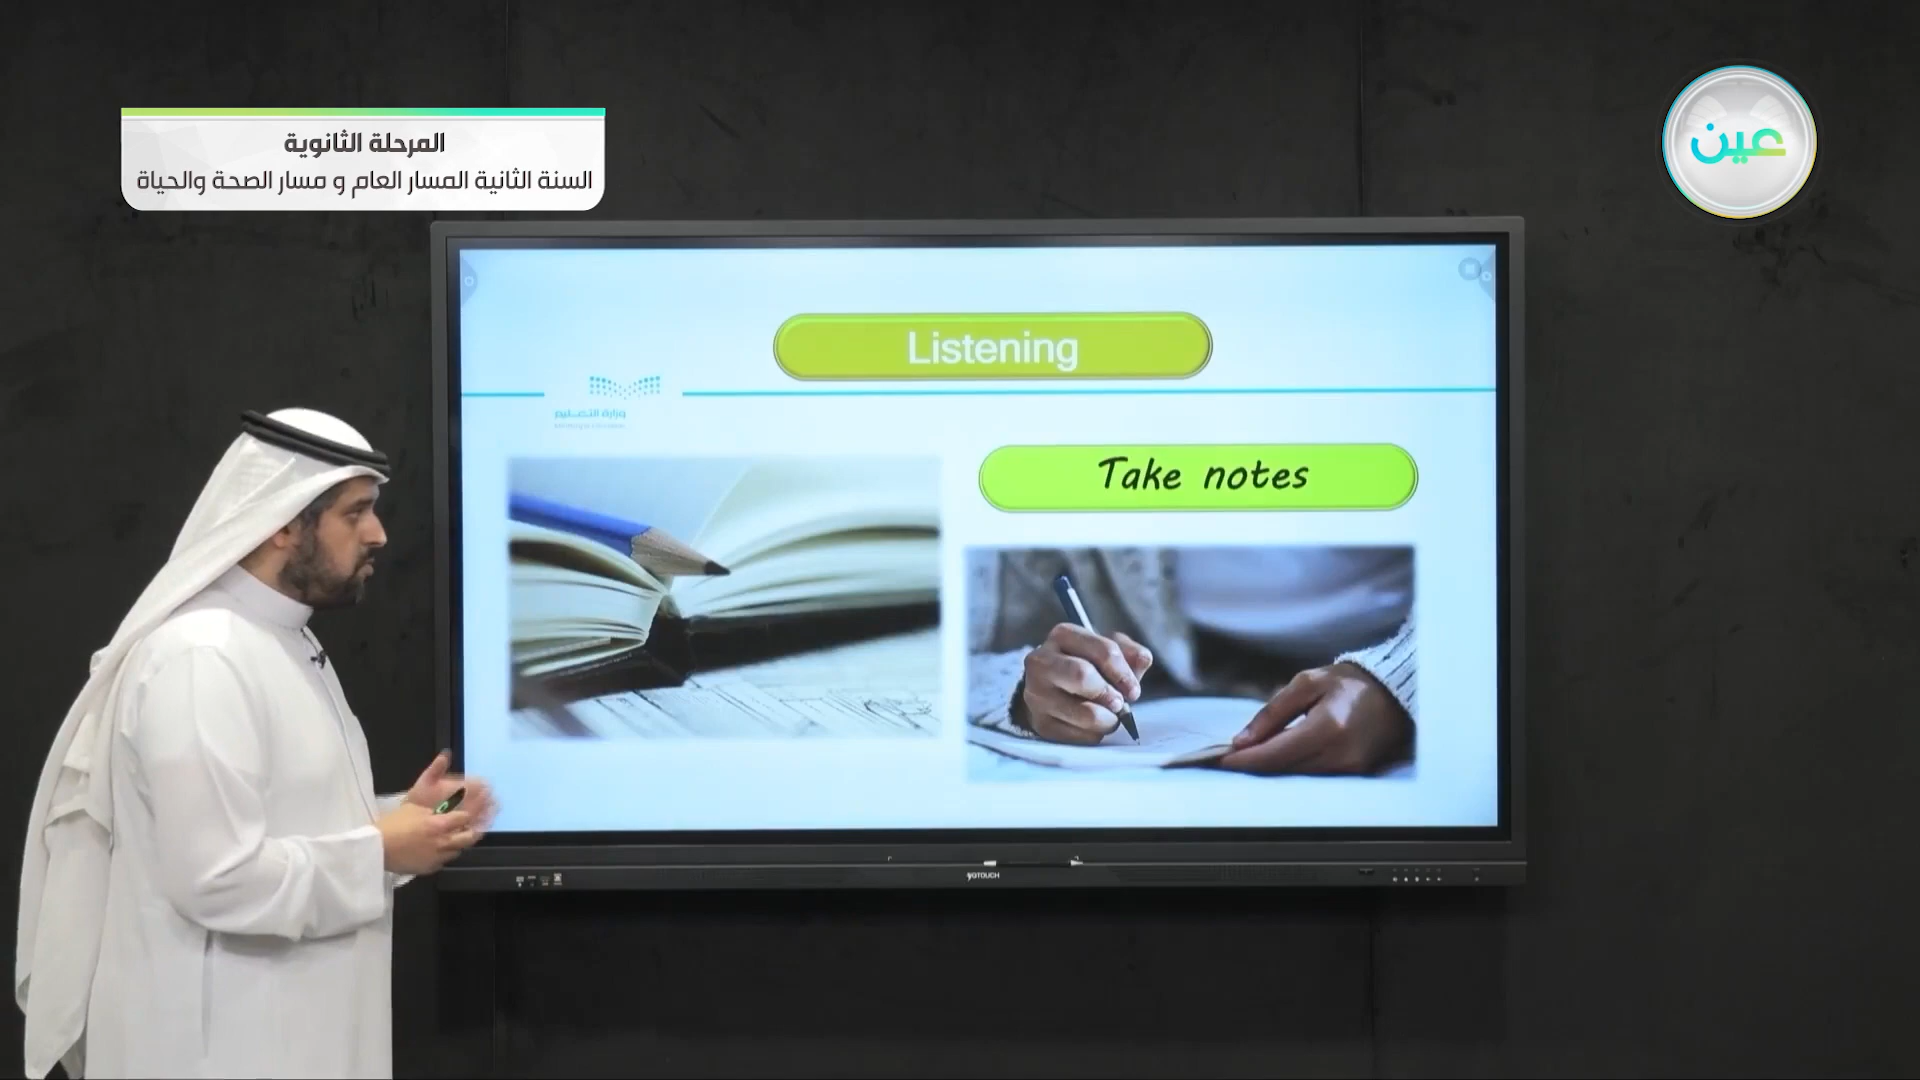 المرحلة الثانوية
السنة الثانية المسار العام و مسار الصحة والحياة
عين
Listening
وزارة التعليم
Take notes